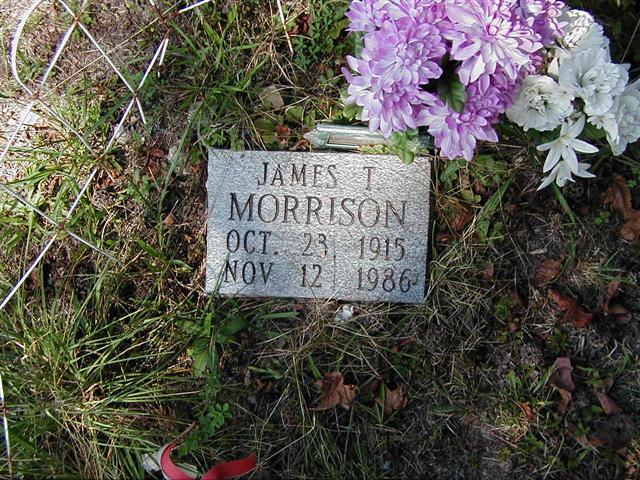 JAMES T.
MORRISON
OCT. 23, 1915
NOV 12, 1986